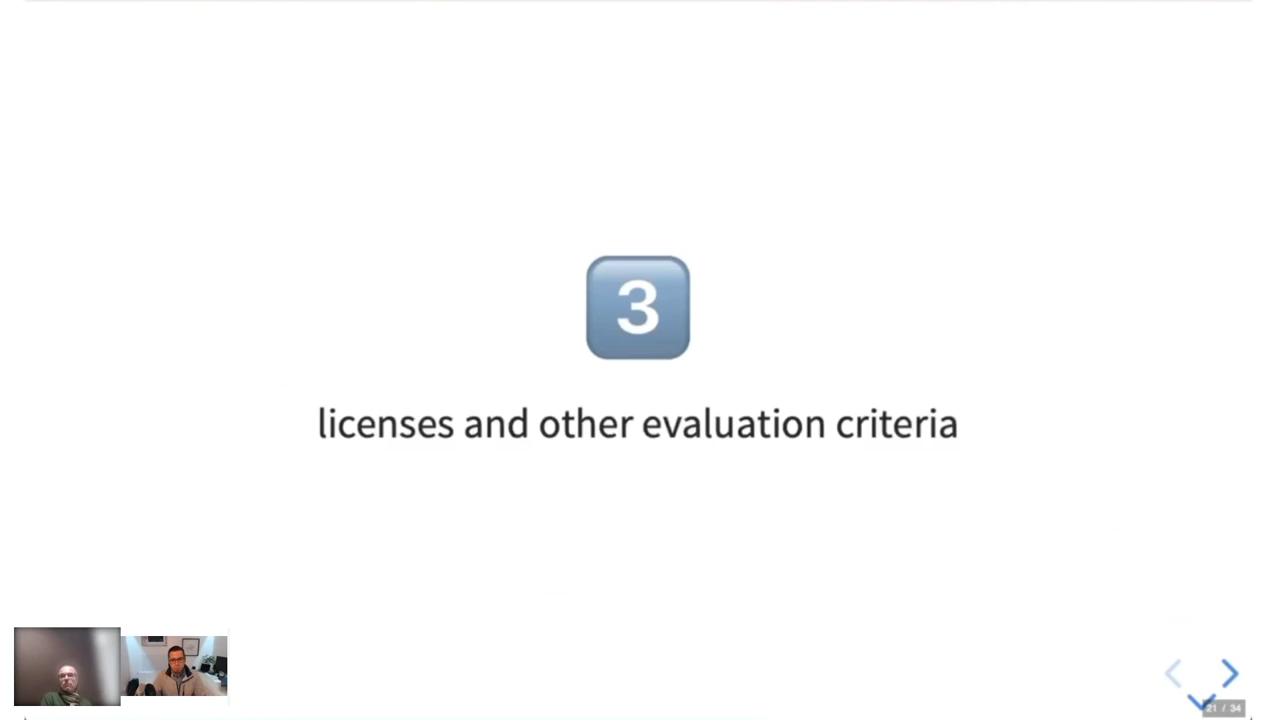 3
licenses and other evaluation criteria
21 / 34